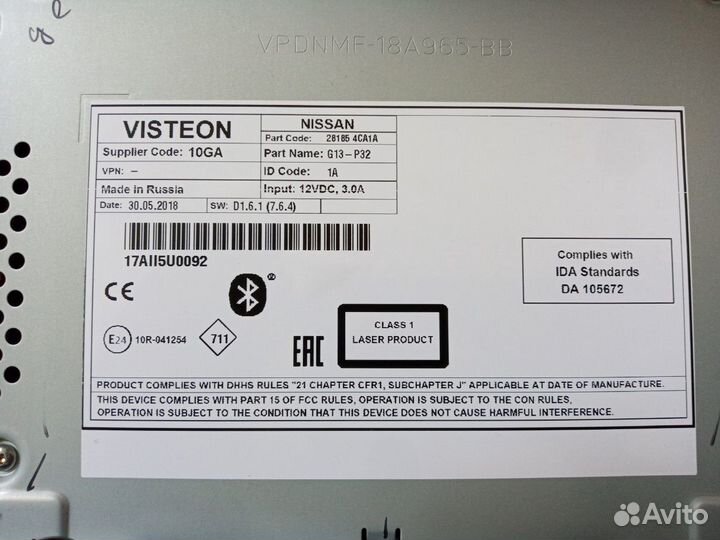 VPDNMF-18A965-BB
VISTEON
Supplier Code: 10GA
VPN: –
Made in Russia
Date: 30.05.2018
SW: D1.6.1 (7.6.4)
NISSAN
Part Code: 28185 4CA1A
Part Name: G13-P32
ID Code: 1A
Input: 12VDC, 3.0A
17AII5U0092
CE
®
E24 10R-041254
711
EAC
CLASS 1
LASER PRODUCT
Complies with
IDA Standards
DA 105672
PRODUCT COMPLIES WITH DHHS RULES "21 CHAPTER CFR1, SUBCHAPTER J" APPLICABLE AT DATE OF MANUFACTURE.
THIS DEVICE COMPLIES WITH PART 15 OF FCC RULES, OPERATION IS SUBJECT TO THE CON RULES.
OPERATION IS SUBJECT TO THE CONDITION THAT THIS DEVICE DOES NOT CAUSE HARMFUL INTERFERENCE.
Avito